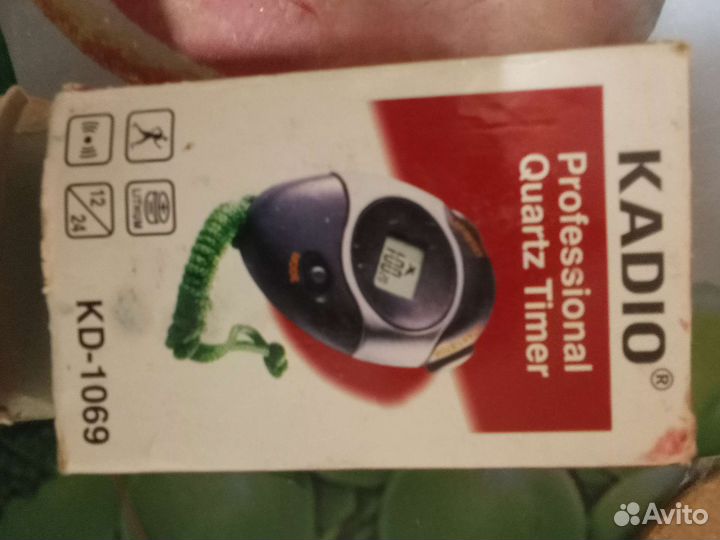 KADIO®
Professional
Quartz Timer
LITHIUM
12/24
KD-1069
Avito